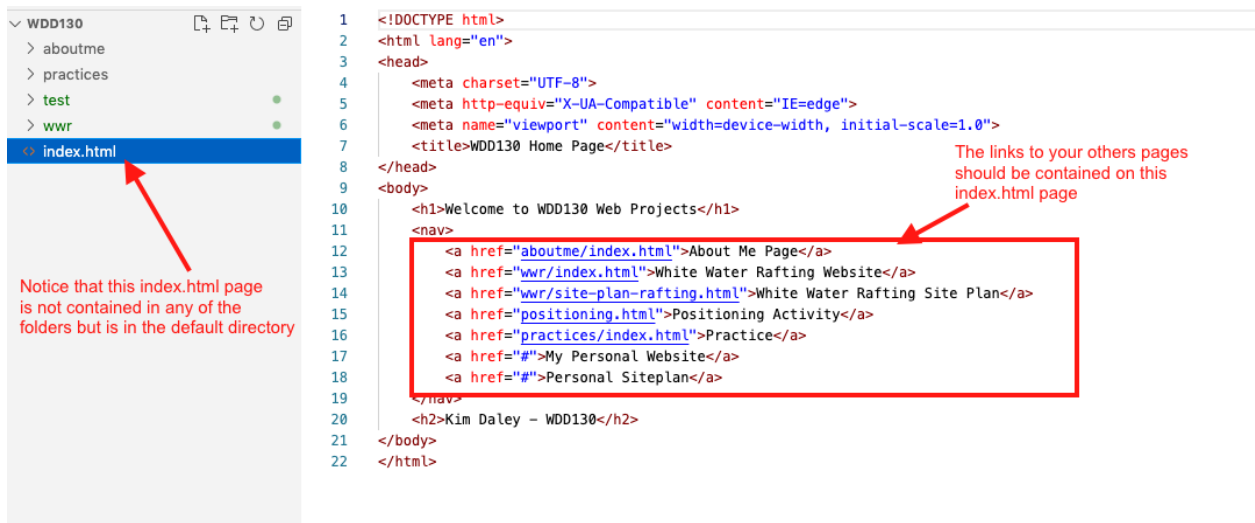 WDD130
aboutme
practices
test
wwr
index.html
Notice that this index.html page
is not contained in any of the
folders but is in the default directory
1 <!DOCTYPE html>
2 <html lang="en">
3 <head>
4 <meta charset="UTF-8">
5 <meta http-equiv="X-UA-Compatible" content="IE=edge">
6 <meta name="viewport" content="width=device-width, initial-scale=1.0">
7 <title>WDD130 Home Page</title>
8 </head>
9 <body>
10 <h1>Welcome to WDD130 Web Projects</h1>
11 <nav>
12 <a href="aboutme/index.html">About Me Page</a>
13 <a href="wwr/index.html">White Water Rafting Website</a>
14 <a href="wwr/site-plan-rafting.html">White Water Rafting Site Plan</a>
15 <a href="positioning.html">Positioning Activity</a>
16 <a href="practices/index.html">Practice</a>
17 <a href="#">My Personal Website</a>
18 <a href="#">Personal Siteplan</a>
19 </nav>
20 <h2>Kim Daley – WDD130</h2>
21 </body>
22 </html>
The links to your others pages
should be contained on this
index.html page